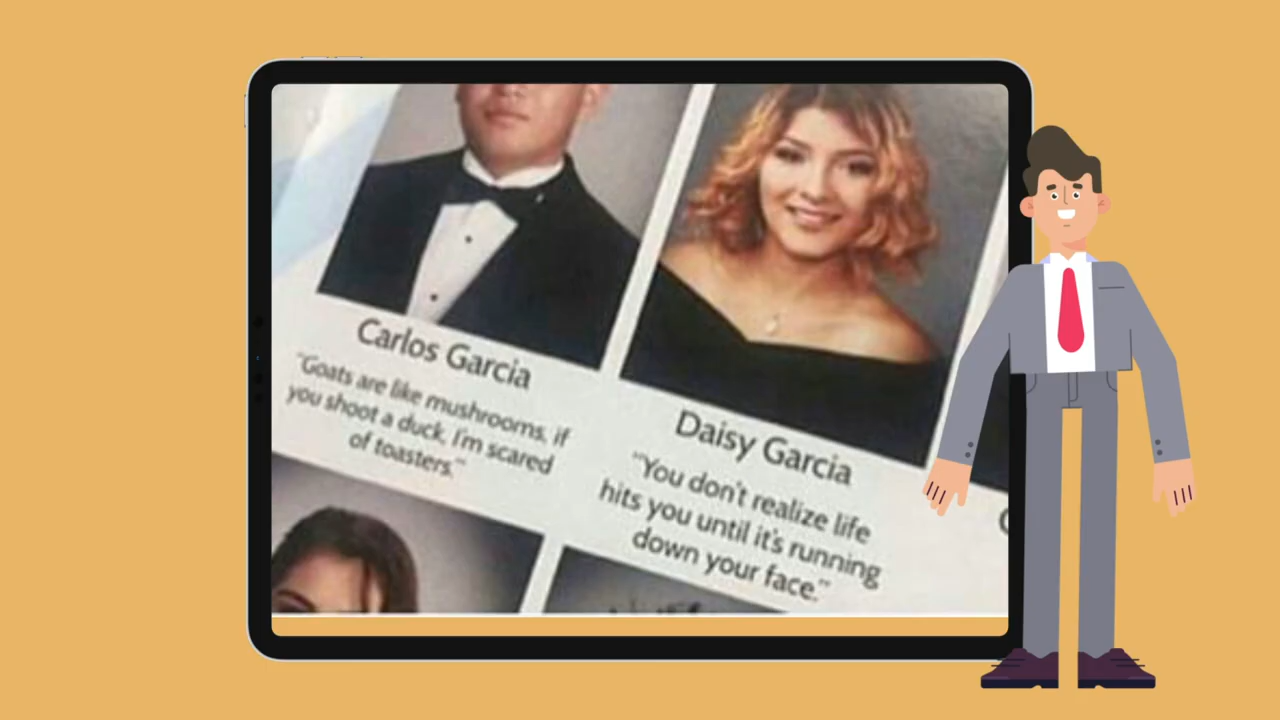 Carlos Garcia
"Goats are like mushrooms, if
you shoot a duck, I'm scared
of toasters."
Daisy Garcia
"You don't realize life
hits you until it's running
down your face."